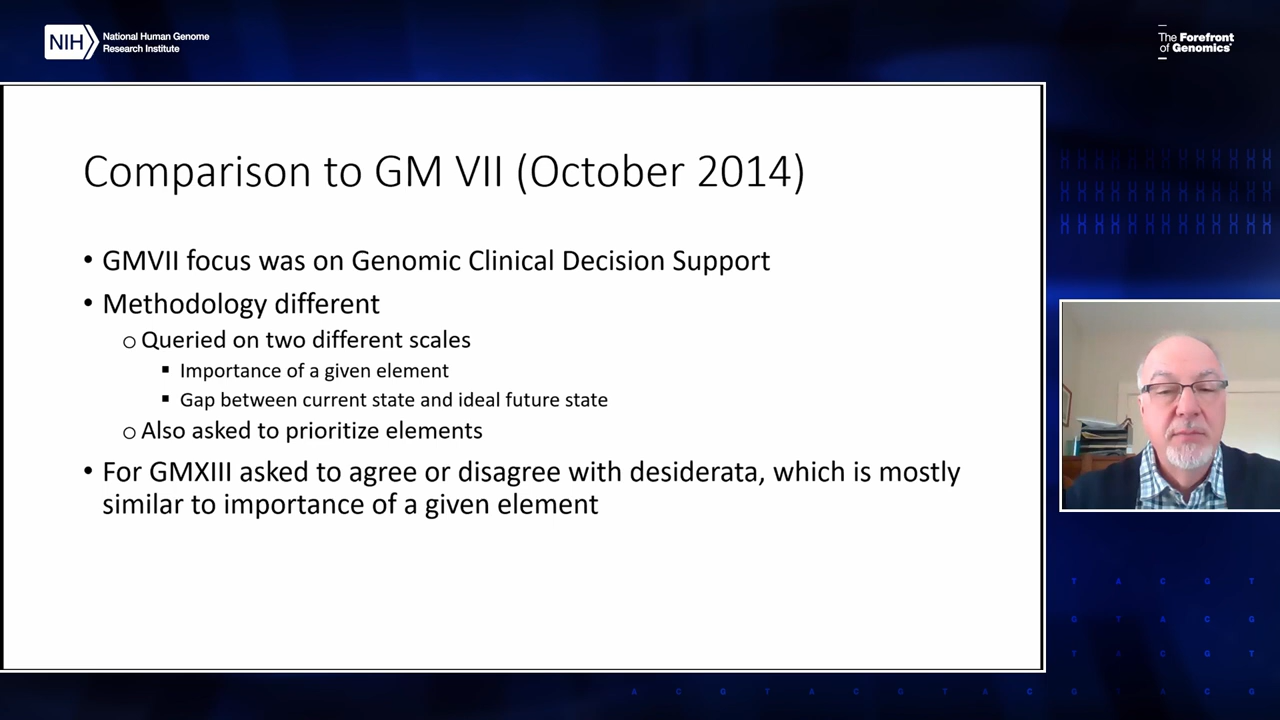 NIH
National Human Genome
Research Institute
The Forefront
of Genomics®
Comparison to GM VII (October 2014)
• GMVII focus was on Genomic Clinical Decision Support
• Methodology different
o Queried on two different scales
▪ Importance of a given element
▪ Gap between current state and ideal future state
o Also asked to prioritize elements
• For GMXIII asked to agree or disagree with desiderata, which is mostly
similar to importance of a given element
T A C G T
G T A C G
T A C G T
A C G T A C G T A C G T A C G